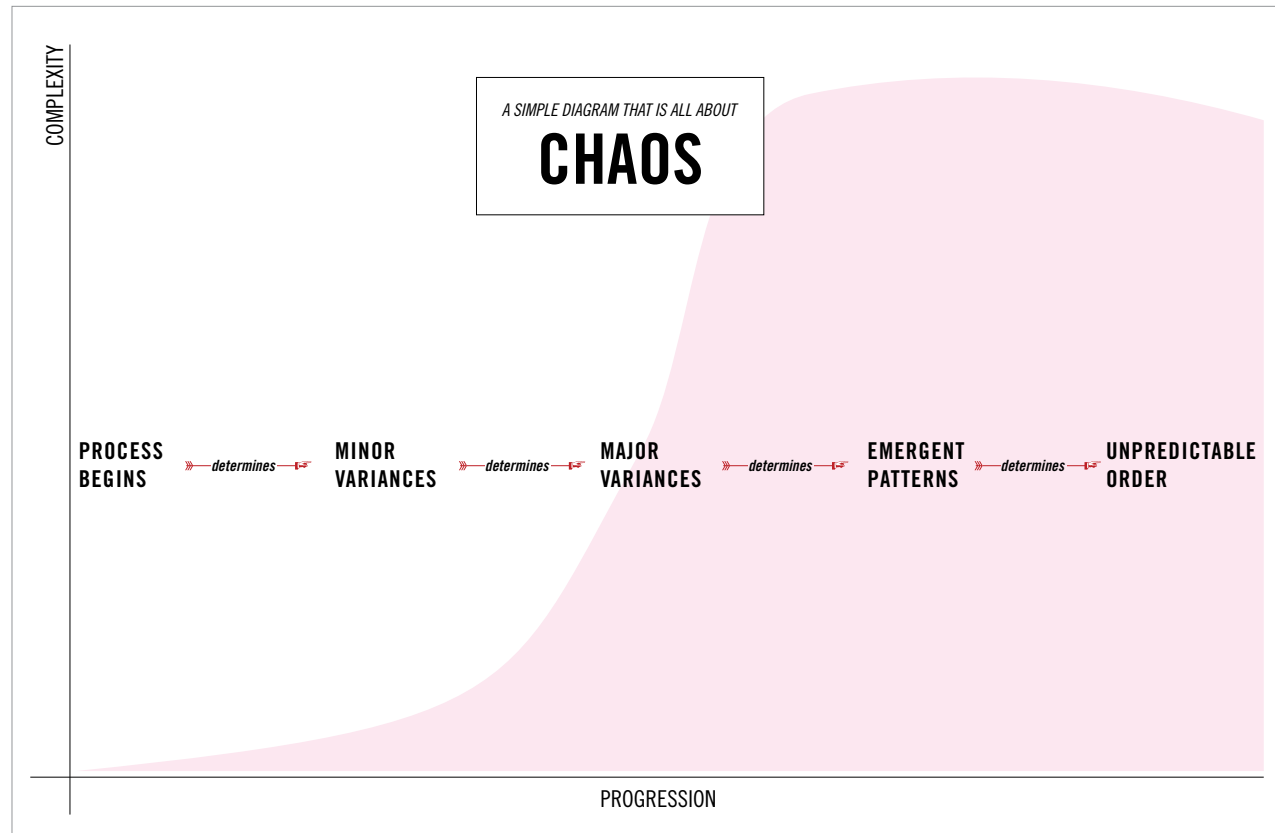 COMPLEXITY
A SIMPLE DIAGRAM THAT IS ALL ABOUT
CHAOS
PROCESS
BEGINS
determines
MINOR
VARIANCES
determines
MAJOR
VARIANCES
determines
EMERGENT
PATTERNS
determines
UNPREDICTABLE
ORDER
PROGRESSION